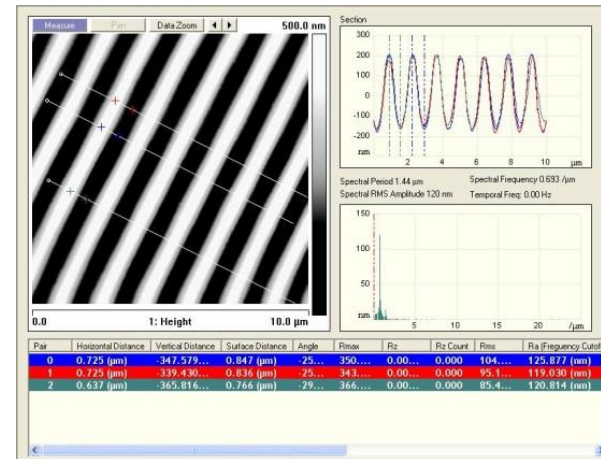 Measure Pan Data Zoom 500.0 nm
0.0 1: Height 10.0 µm
Section
300
200
100
0
-100
-200
nm
2 4 6 8 10 µm
Spectral Period 1.44 µm Spectral Frequency 0.693 /µm
Spectral RMS Amplitude 120 nm Temporal Freq: 0.00 Hz
150
100
50
nm
5 10 15 20 /µm
Pair Horizontal Distance Vertical Distance Surface Distance Angle Rmax Rz Rz Count Rms Ra (Freguency Cutof
0 0.725 (µm) -347.579... 0.847 (µm) -25... 350.... 0.00... 0.000 104.... 125.877 (nm)
1 0.725 (µm) -339.430... 0.836 (µm) -25... 343.... 0.00... 0.000 95.1... 119.030 (nm)
2 0.637 (µm) -365.816... 0.766 (µm) -29... 366.... 0.00... 0.000 85.4... 120.814 (nm)